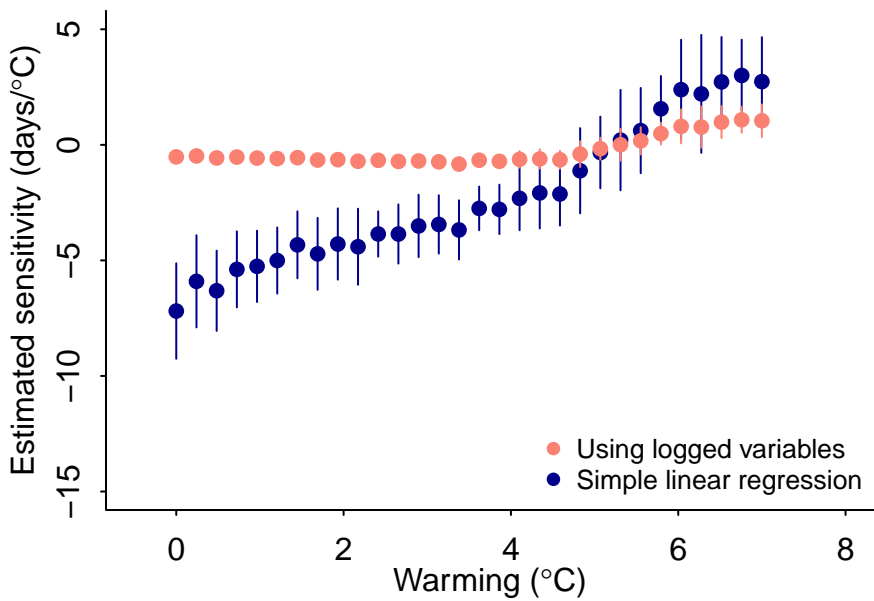 Estimated sensitivity (days/°C)
5
0
−5
−10
−15
Using logged variables
Simple linear regression
0 2 4 6 8
Warming (°C)